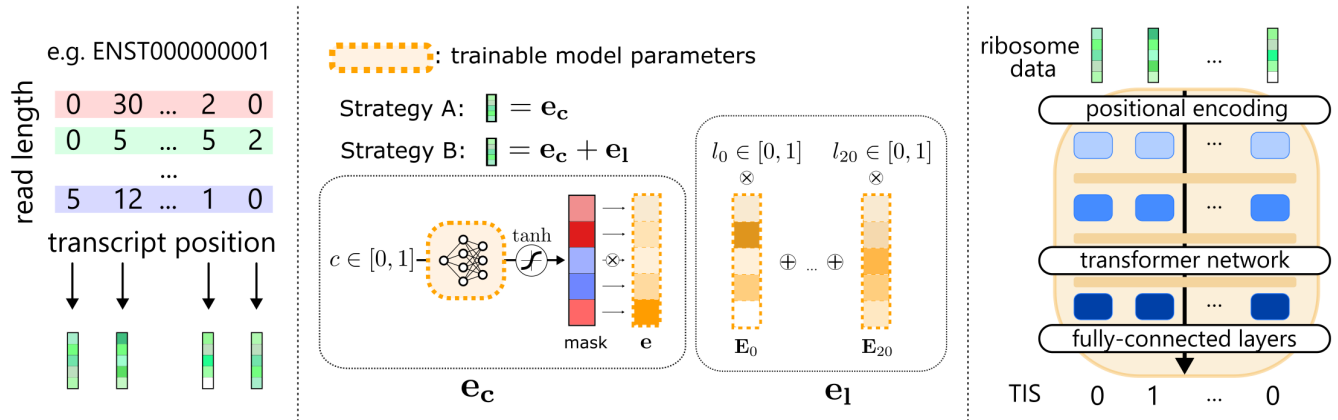 e.g. ENST000000001
read length
0 30 ... 2 0
0 5 ... 5 2
...
5 12 ... 1 0
transcript position
: trainable model parameters
Strategy A: = e_c
Strategy B: = e_c + e_l
c ∈ [0, 1]
tanh
⊗
mask
e
e_c
l_0 ∈ [0, 1] l_20 ∈ [0, 1]
⊗ ⊗
⊕ ... ⊕
E_0 E_20
e_l
ribosome
data
...
positional encoding
...
...
transformer network
...
fully-connected layers
TIS 0 1 ... 0